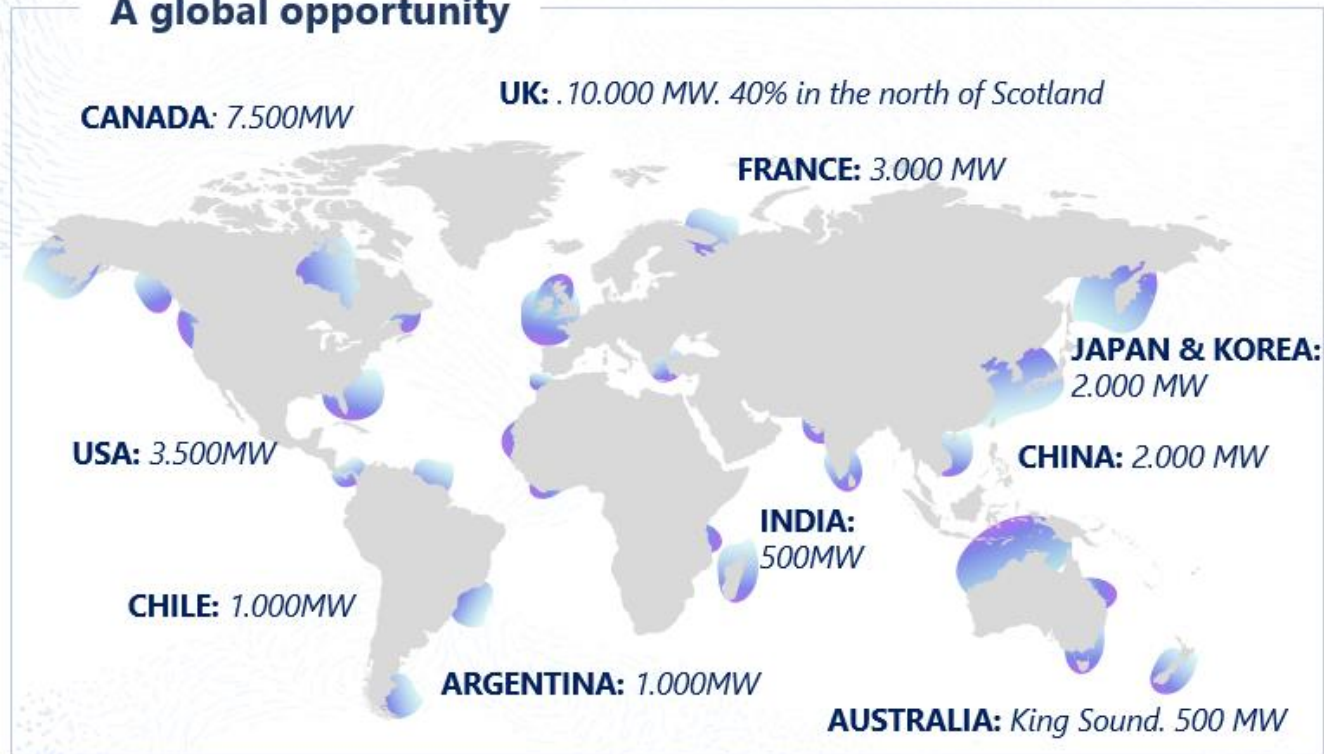 A global opportunity
UK: .10.000 MW. 40% in the north of Scotland
CANADA: 7.500MW
FRANCE: 3.000 MW
JAPAN & KOREA:
2.000 MW
USA: 3.500MW
CHINA: 2.000 MW
INDIA:
500MW
CHILE: 1.000MW
ARGENTINA: 1.000MW
AUSTRALIA: King Sound. 500 MW